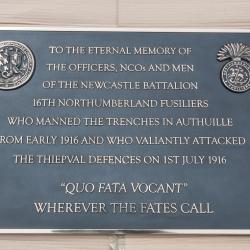 TO THE ETERNAL MEMORY OF
THE OFFICERS, NCOs AND MEN
OF THE NEWCASTLE BATTALION
16TH NORTHUMBERLAND FUSILIERS
WHO MANNED THE TRENCHES IN AUTHUILLE
FROM EARLY 1916 AND WHO VALIANTLY ATTACKED
THE THIEPVAL DEFENCES ON 1ST JULY 1916
"QUO FATA VOCANT"
WHEREVER THE FATES CALL